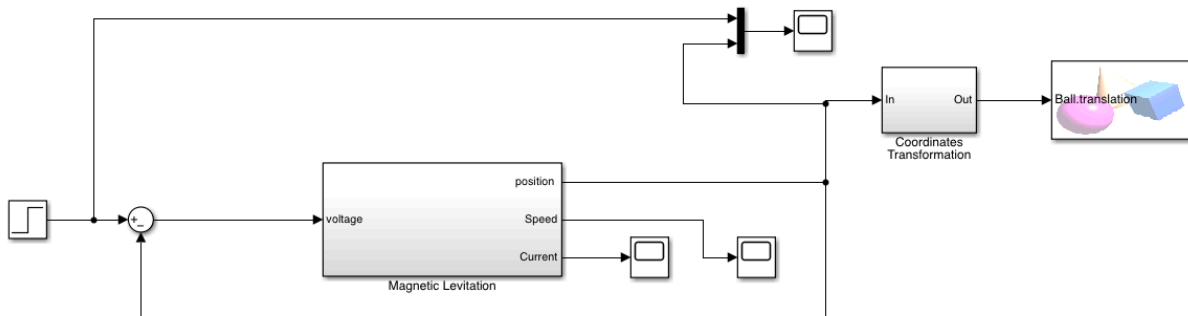 In
Out
Ball.translation
Coordinates
Transformation
position
+
_
voltage
Speed
Current
Magnetic Levitation